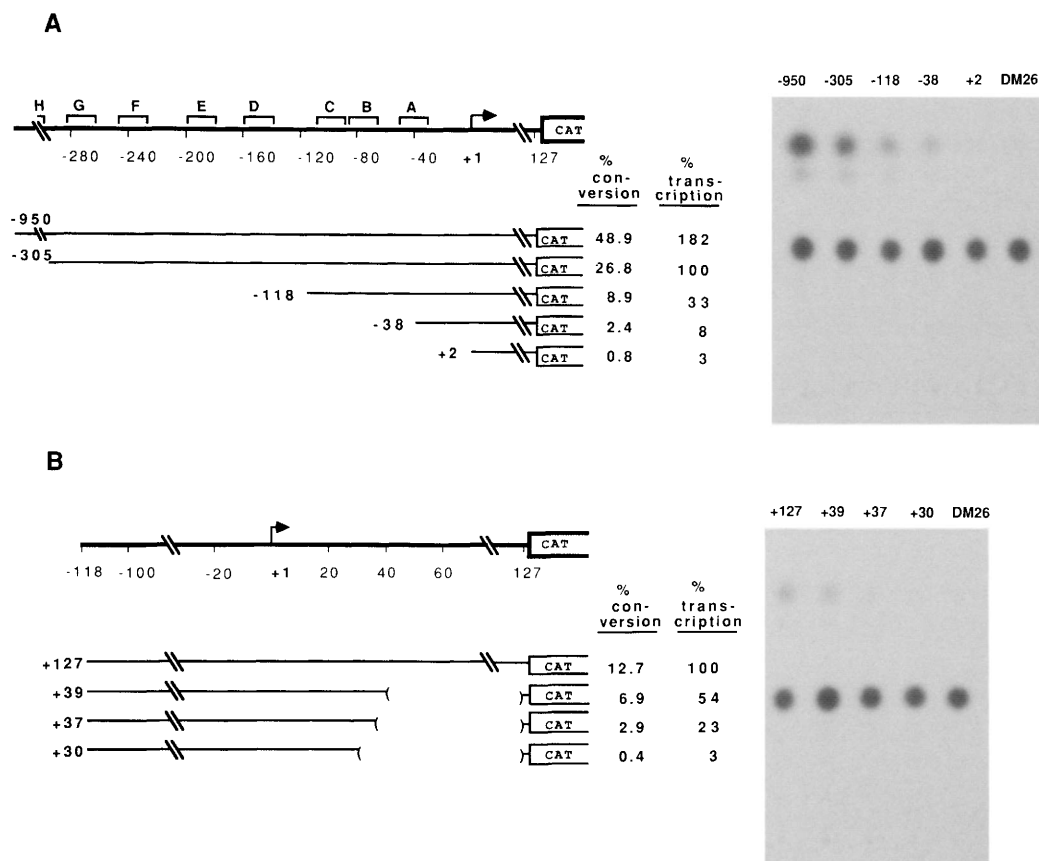 A
H G F E D C B A
CAT
-280 -240 -200 -160 -120 -80 -40 +1 127
% con-version
% trans-cription
-950 CAT 48.9 182
-305 CAT 26.8 100
-118 CAT 8.9 33
-38 CAT 2.4 8
+2 CAT 0.8 3
-950 -305 -118 -38 +2 DM26
B
CAT
-118 -100 -20 +1 20 40 60 127
% con-version
% trans-cription
+127 CAT 12.7 100
+39 CAT 6.9 54
+37 CAT 2.9 23
+30 CAT 0.4 3
+127 +39 +37 +30 DM26